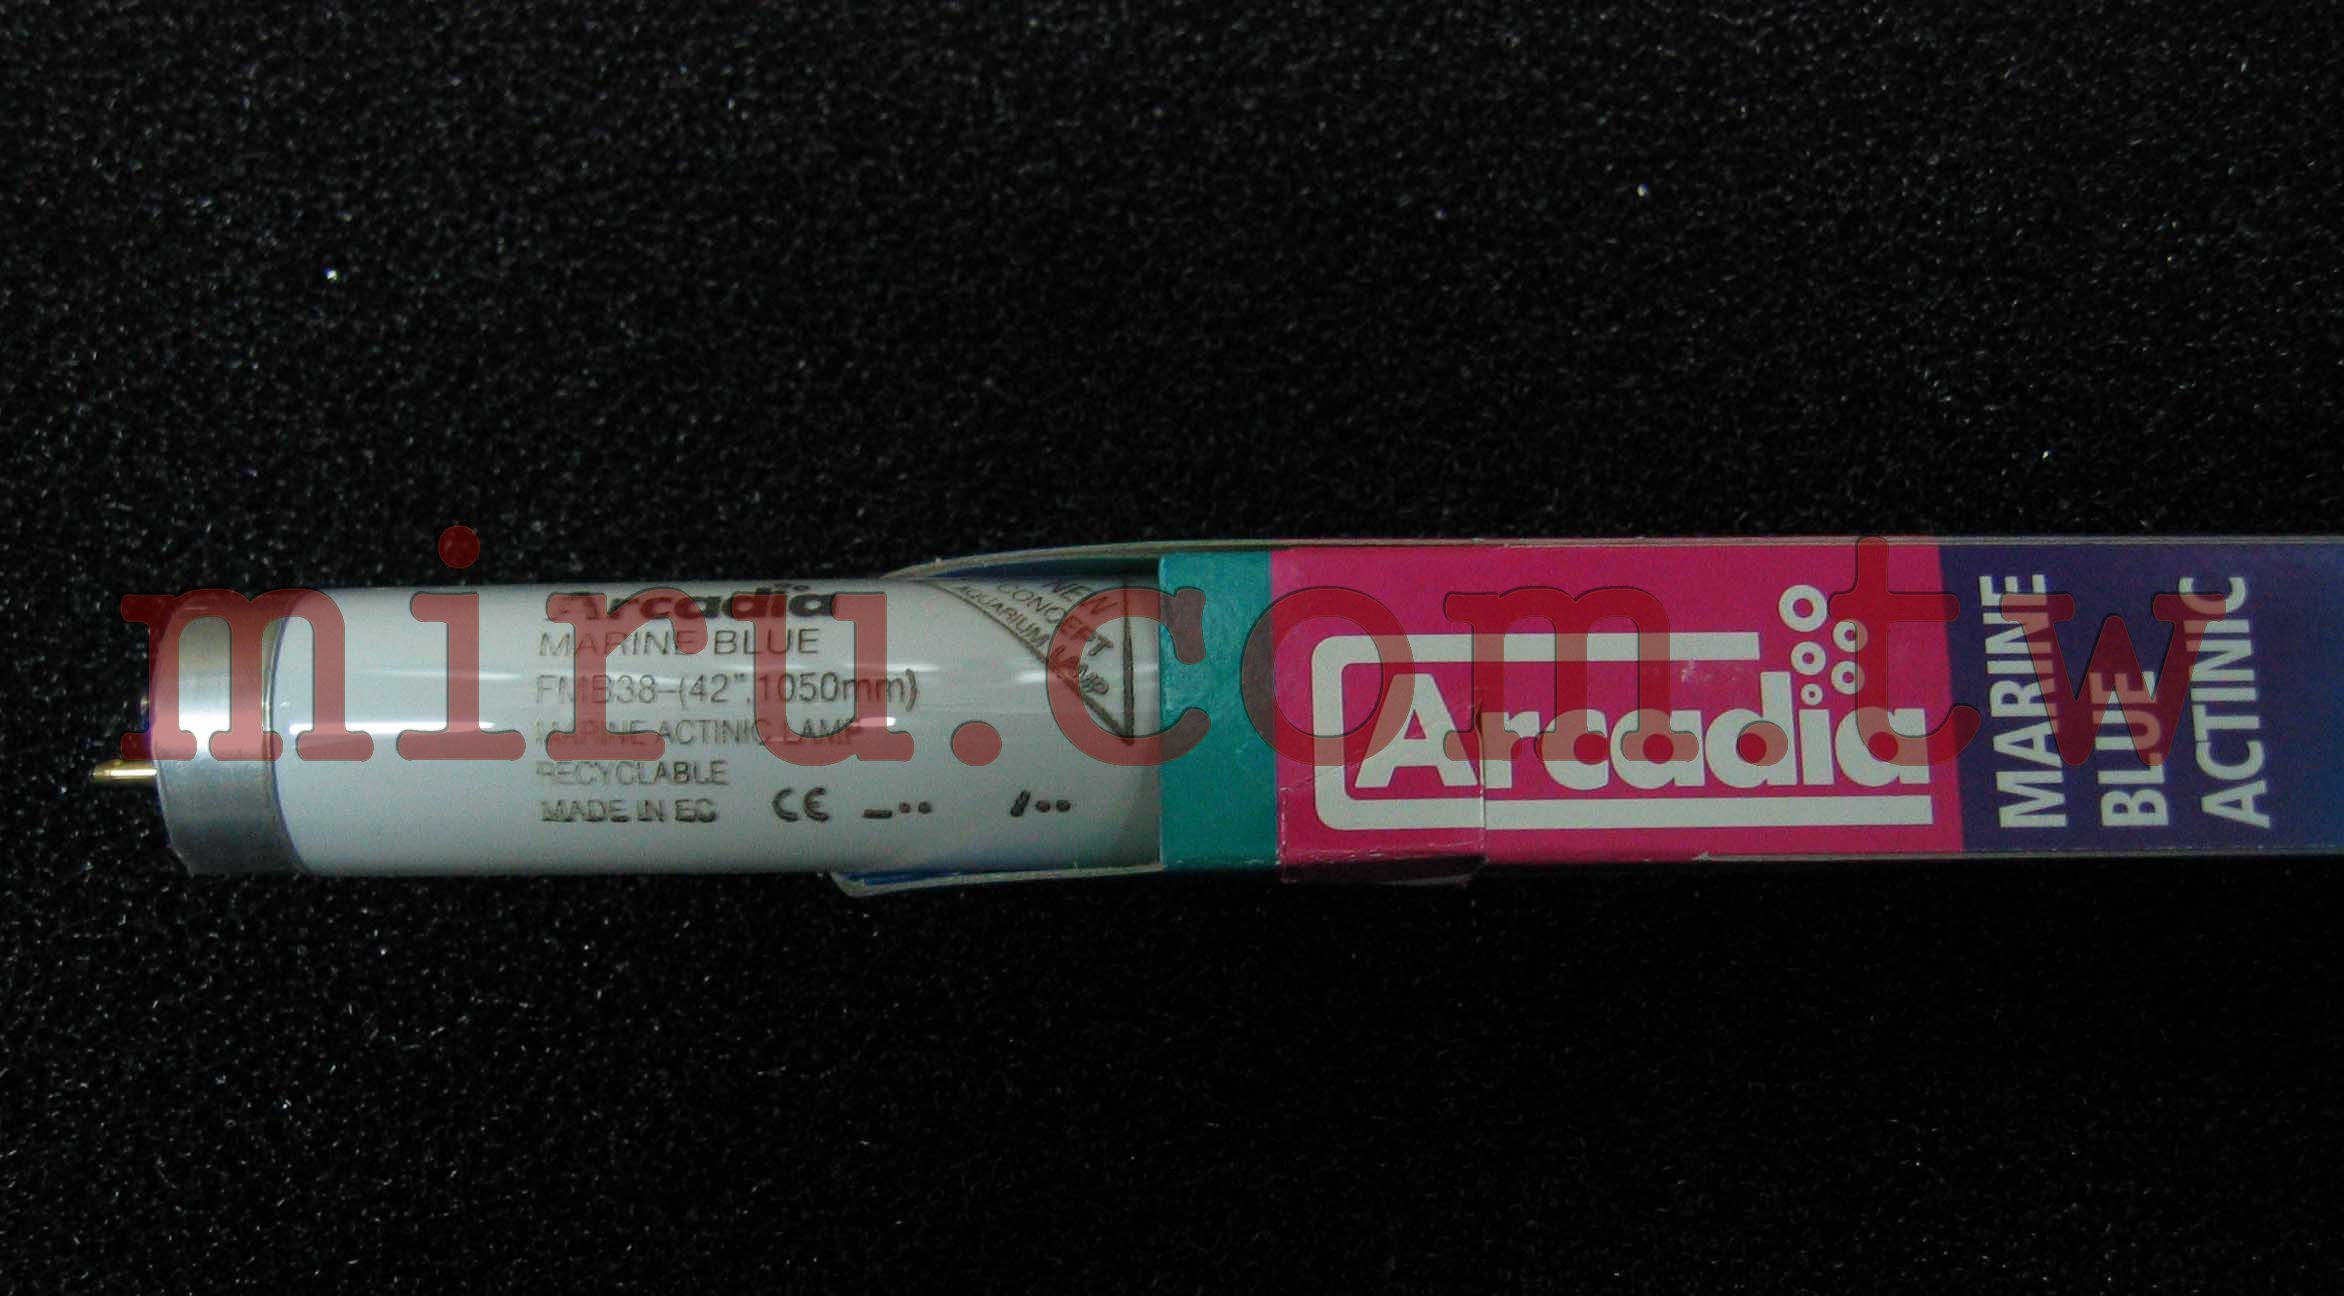 Arcadia
MARINE BLUE
FMB38-(42",1050mm)
MARINE ACTINIC LAMP
RECYCLABLE
MADE IN EC CE
NEW
CONCEPT
AQUARIUM LAMP
Arcadia
MARINE
BLUE
ACTINIC
miru.com.tw